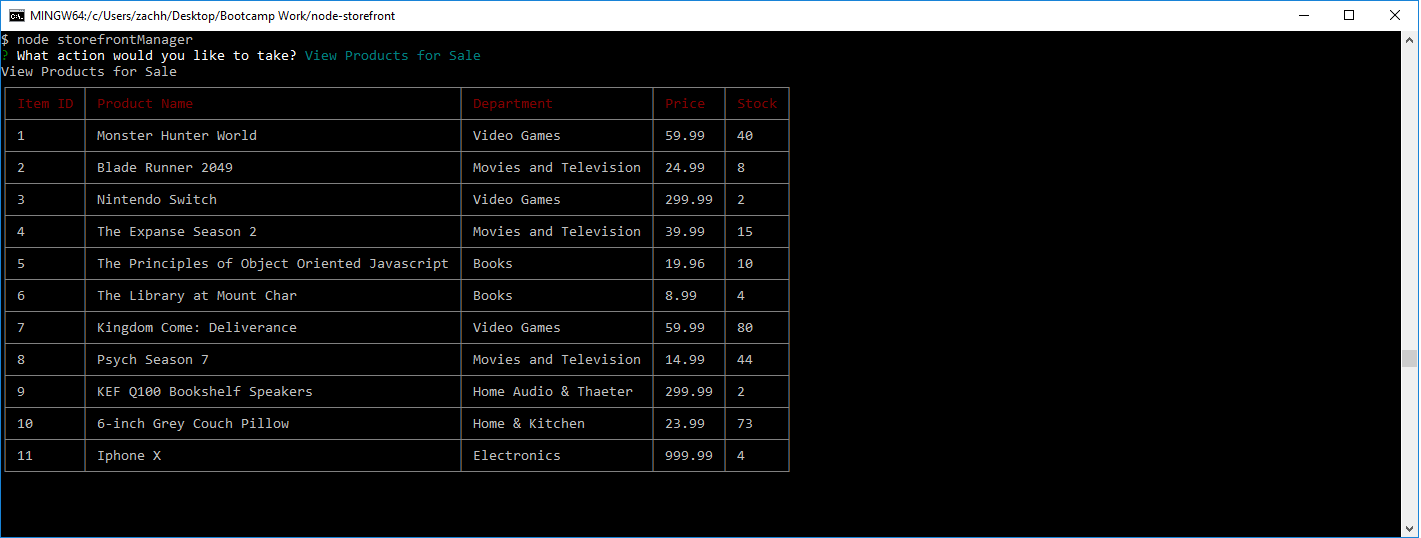 MINGW64:/c/Users/zachh/Desktop/Bootcamp Work/node-storefront
$ node storefrontManager
? What action would you like to take? View Products for Sale
View Products for Sale
Item ID Product Name Department Price Stock
1 Monster Hunter World Video Games 59.99 40
2 Blade Runner 2049 Movies and Television 24.99 8
3 Nintendo Switch Video Games 299.99 2
4 The Expanse Season 2 Movies and Television 39.99 15
5 The Principles of Object Oriented Javascript Books 19.96 10
6 The Library at Mount Char Books 8.99 4
7 Kingdom Come: Deliverance Video Games 59.99 80
8 Psych Season 7 Movies and Television 14.99 44
9 KEF Q100 Bookshelf Speakers Home Audio & Thaeter 299.99 2
10 6-inch Grey Couch Pillow Home & Kitchen 23.99 73
11 Iphone X Electronics 999.99 4